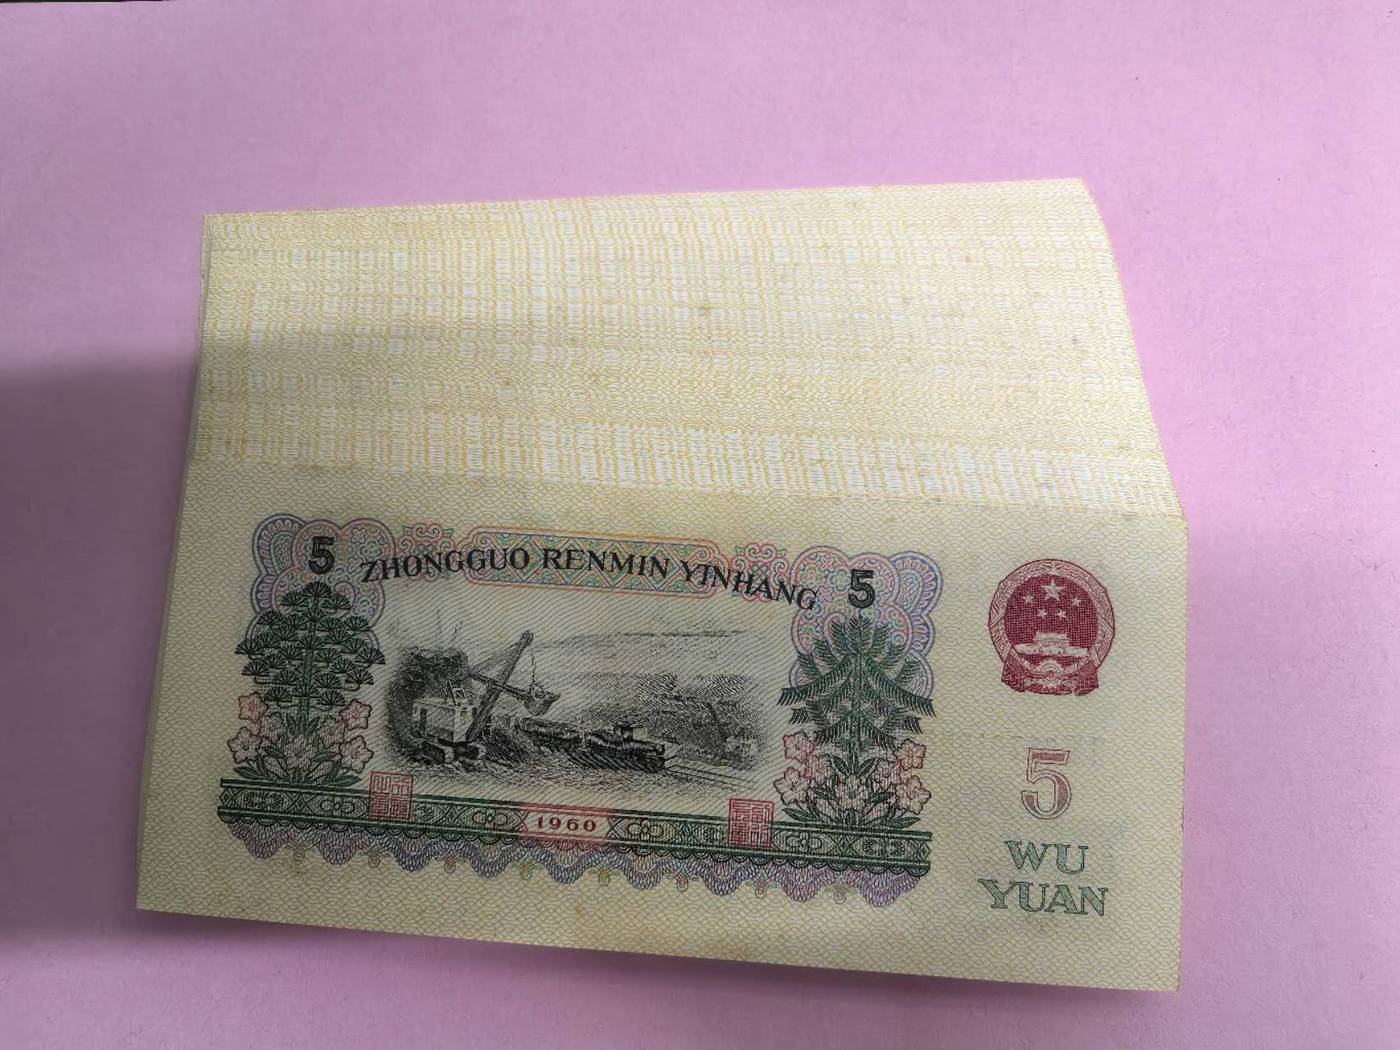 5 ZHONGGUO RENMIN YINHANG 5
5
1960
WU
YUAN